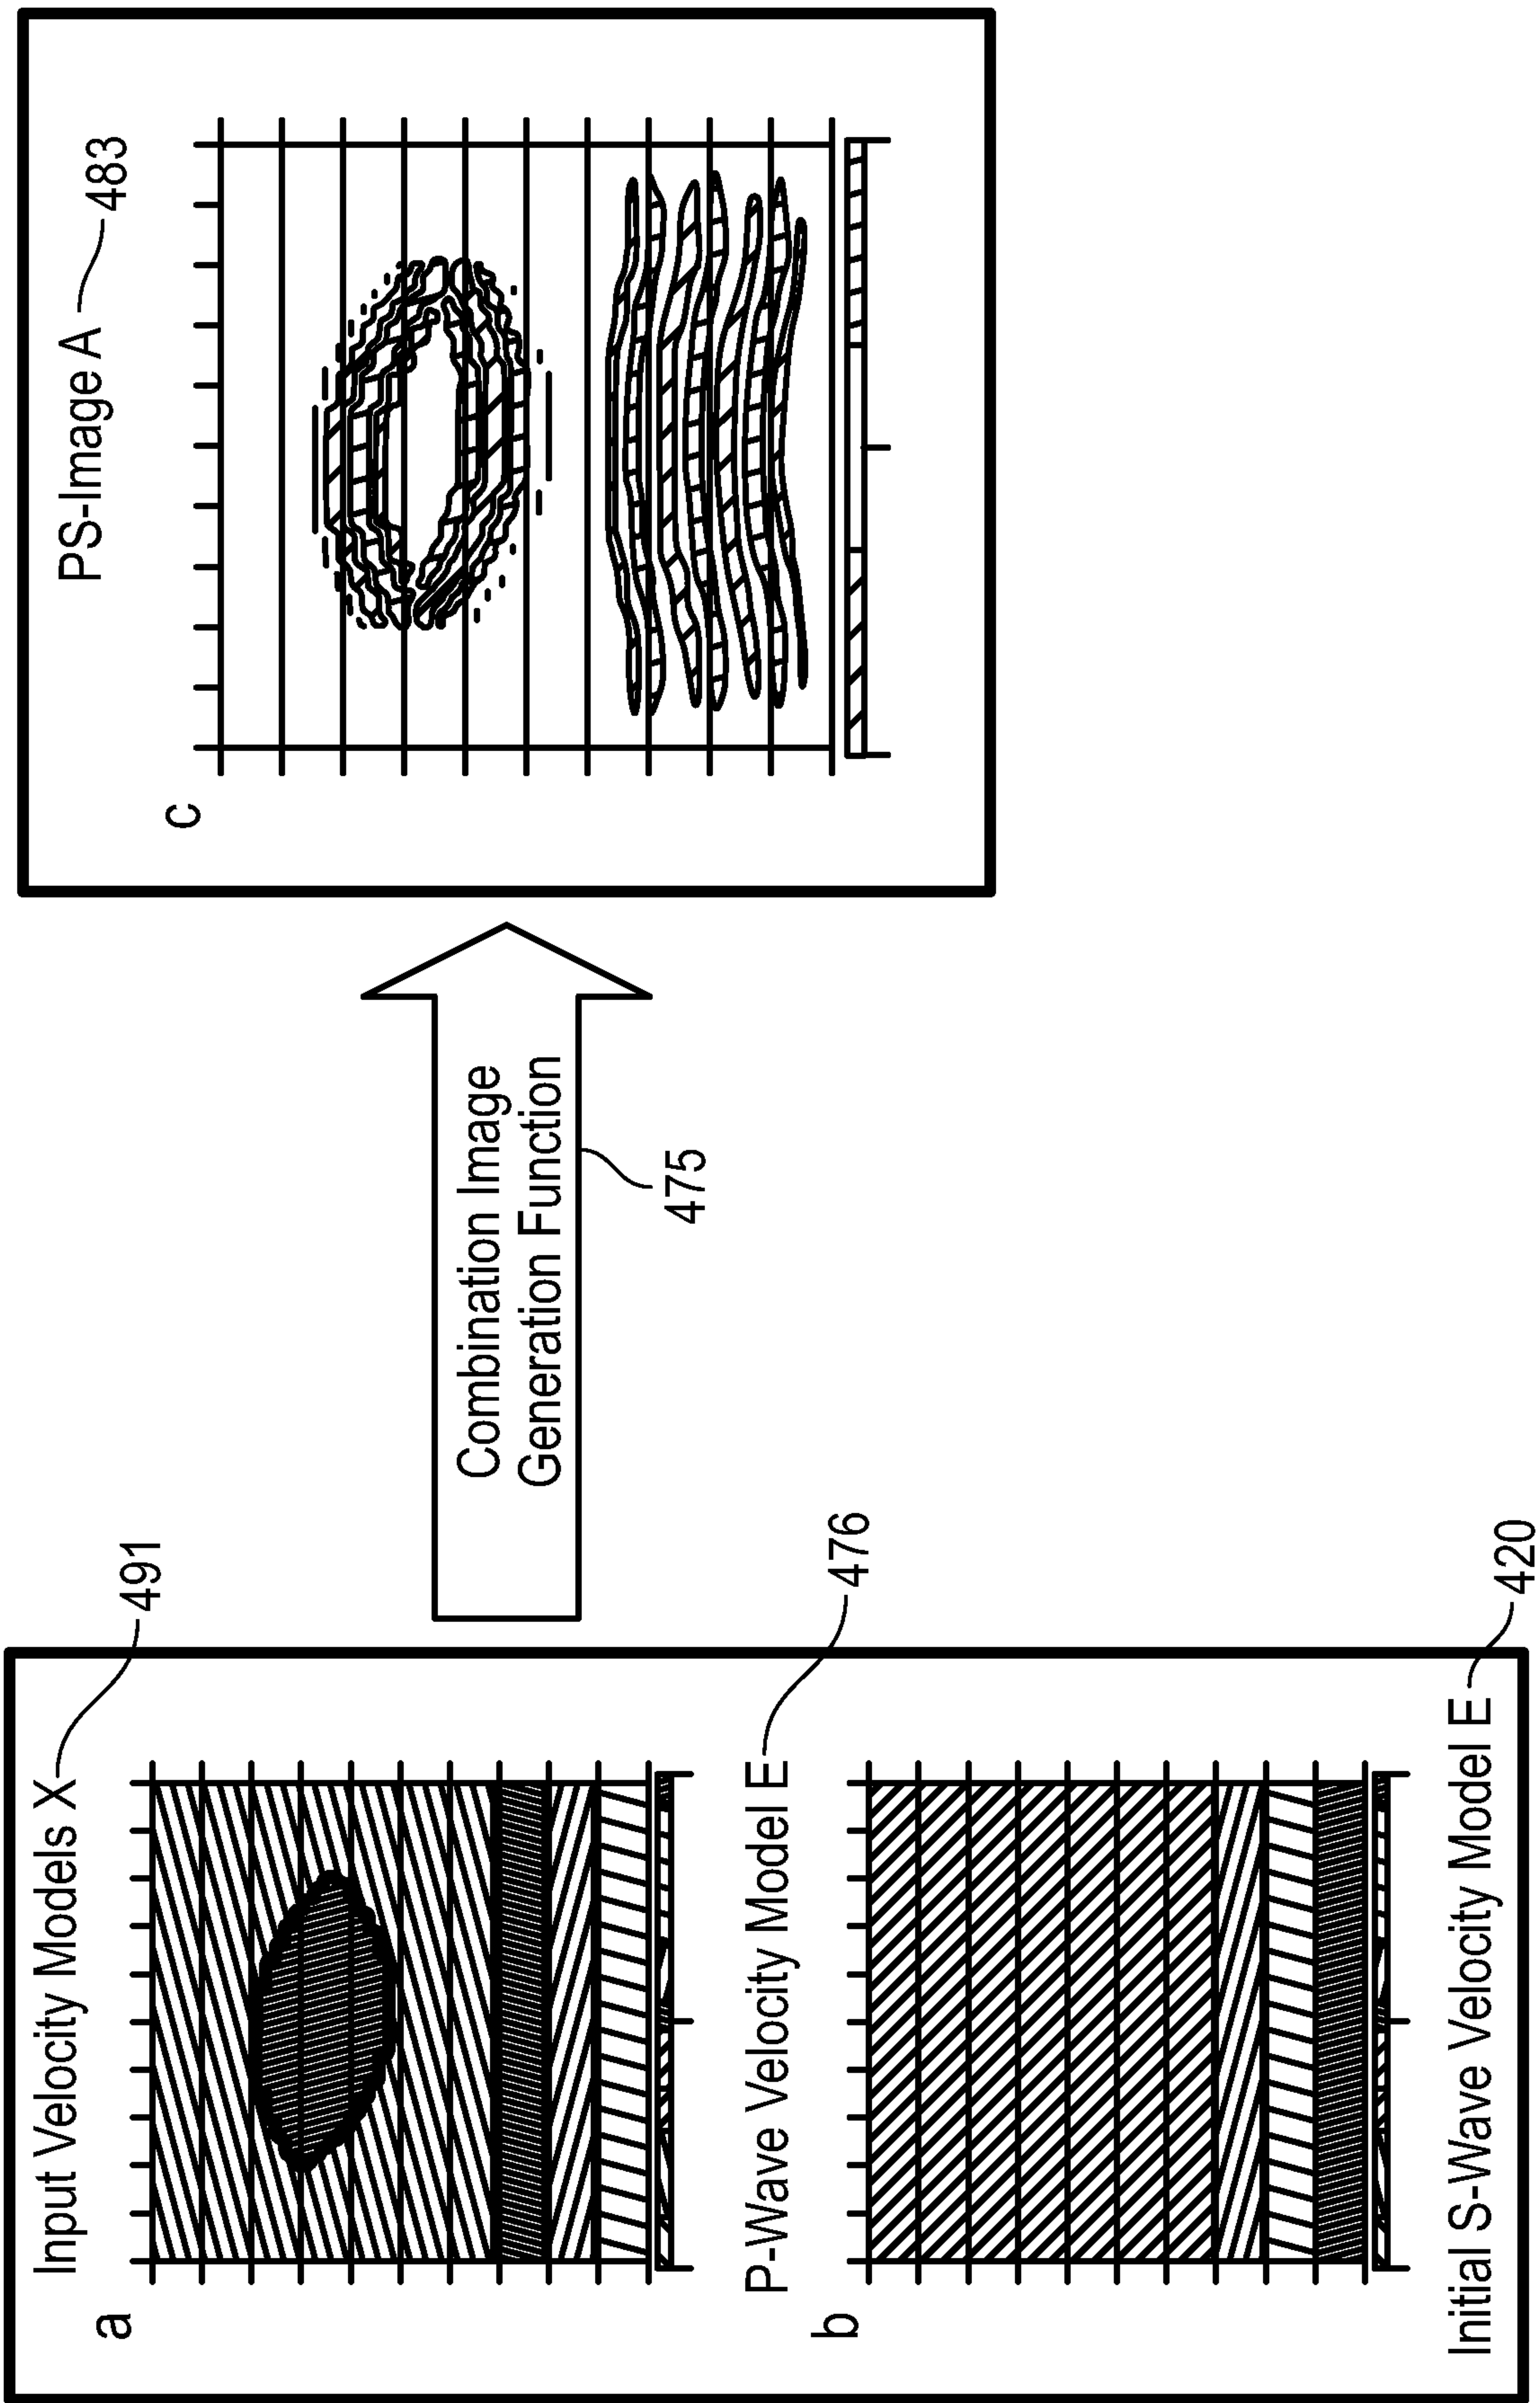 Input Velocity Models X
491
a
P-Wave Velocity Model E
476
b
Initial S-Wave Velocity Model E
420
Combination Image
Generation Function
475
PS-Image A
483
c